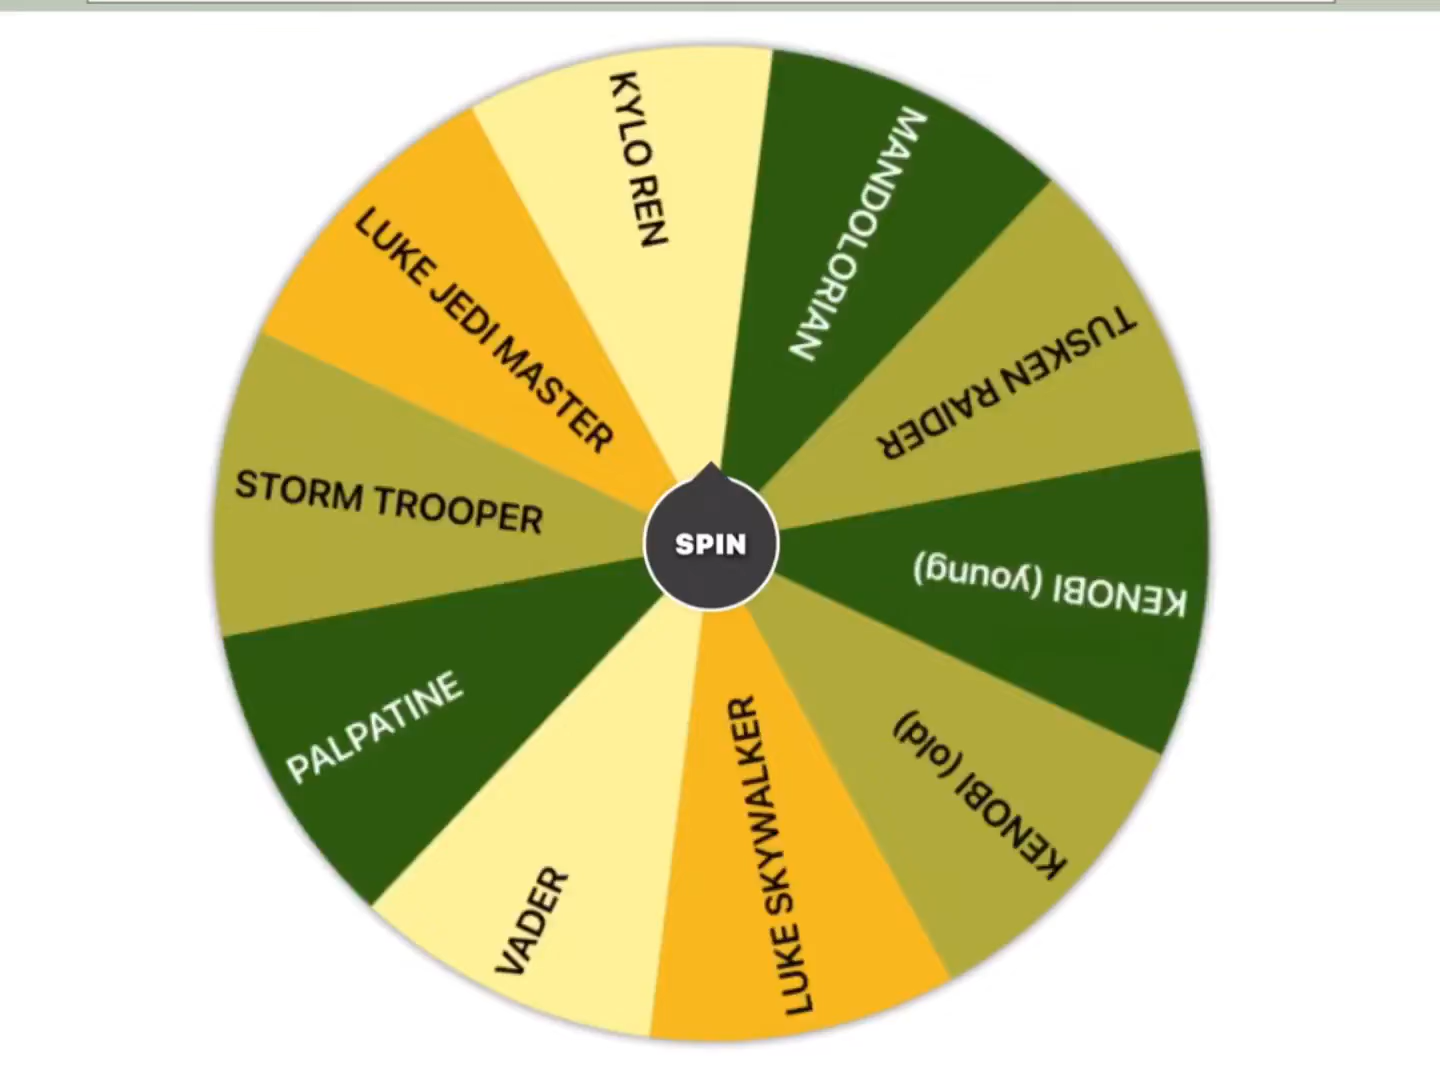 KYLO REN
MANDOLORIAN
TUSKEN RAIDER
KENOBI (young)
KENOBI (old)
LUKE SKYWALKER
VADER
PALPATINE
STORM TROOPER
LUKE JEDI MASTER
SPIN